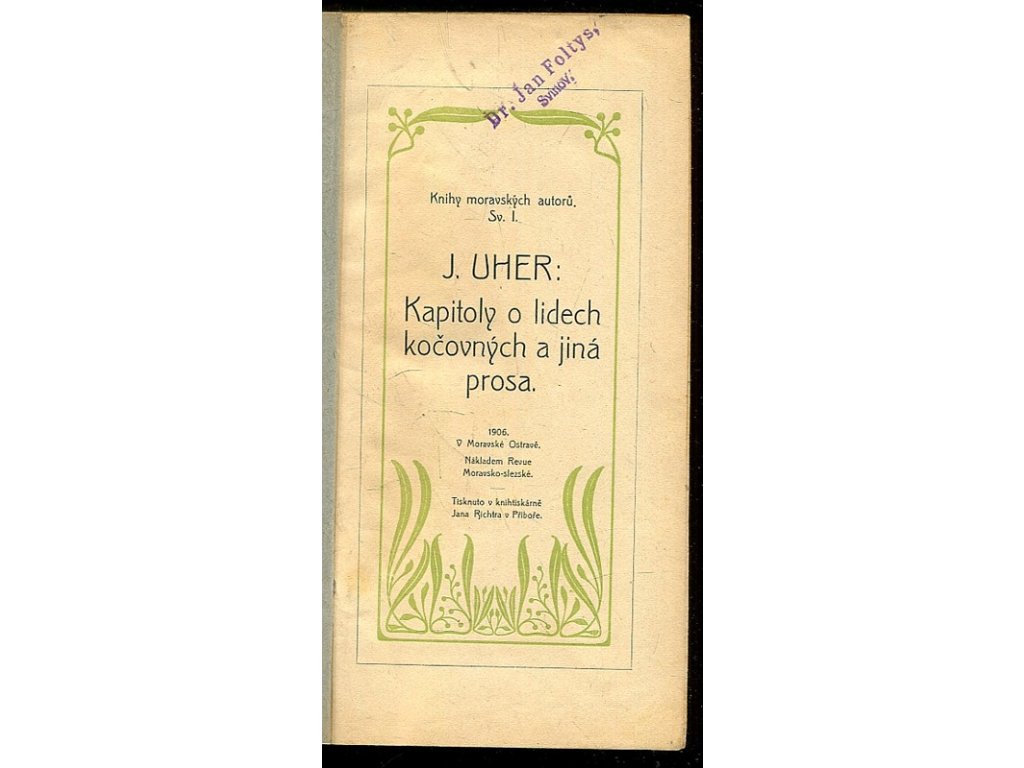 Dr. Jan Foltys,
Svinov;
Knihy moravských autorů.
Sv. I.
J. UHER:
Kapitoly o lidech
kočovných a jiná
prosa.
1906.
V Moravské Ostravě.
Nákladem Revue
Moravsko-slezské.
Tisknuto v knihtiskárně
Jana Richtra v Příboře.